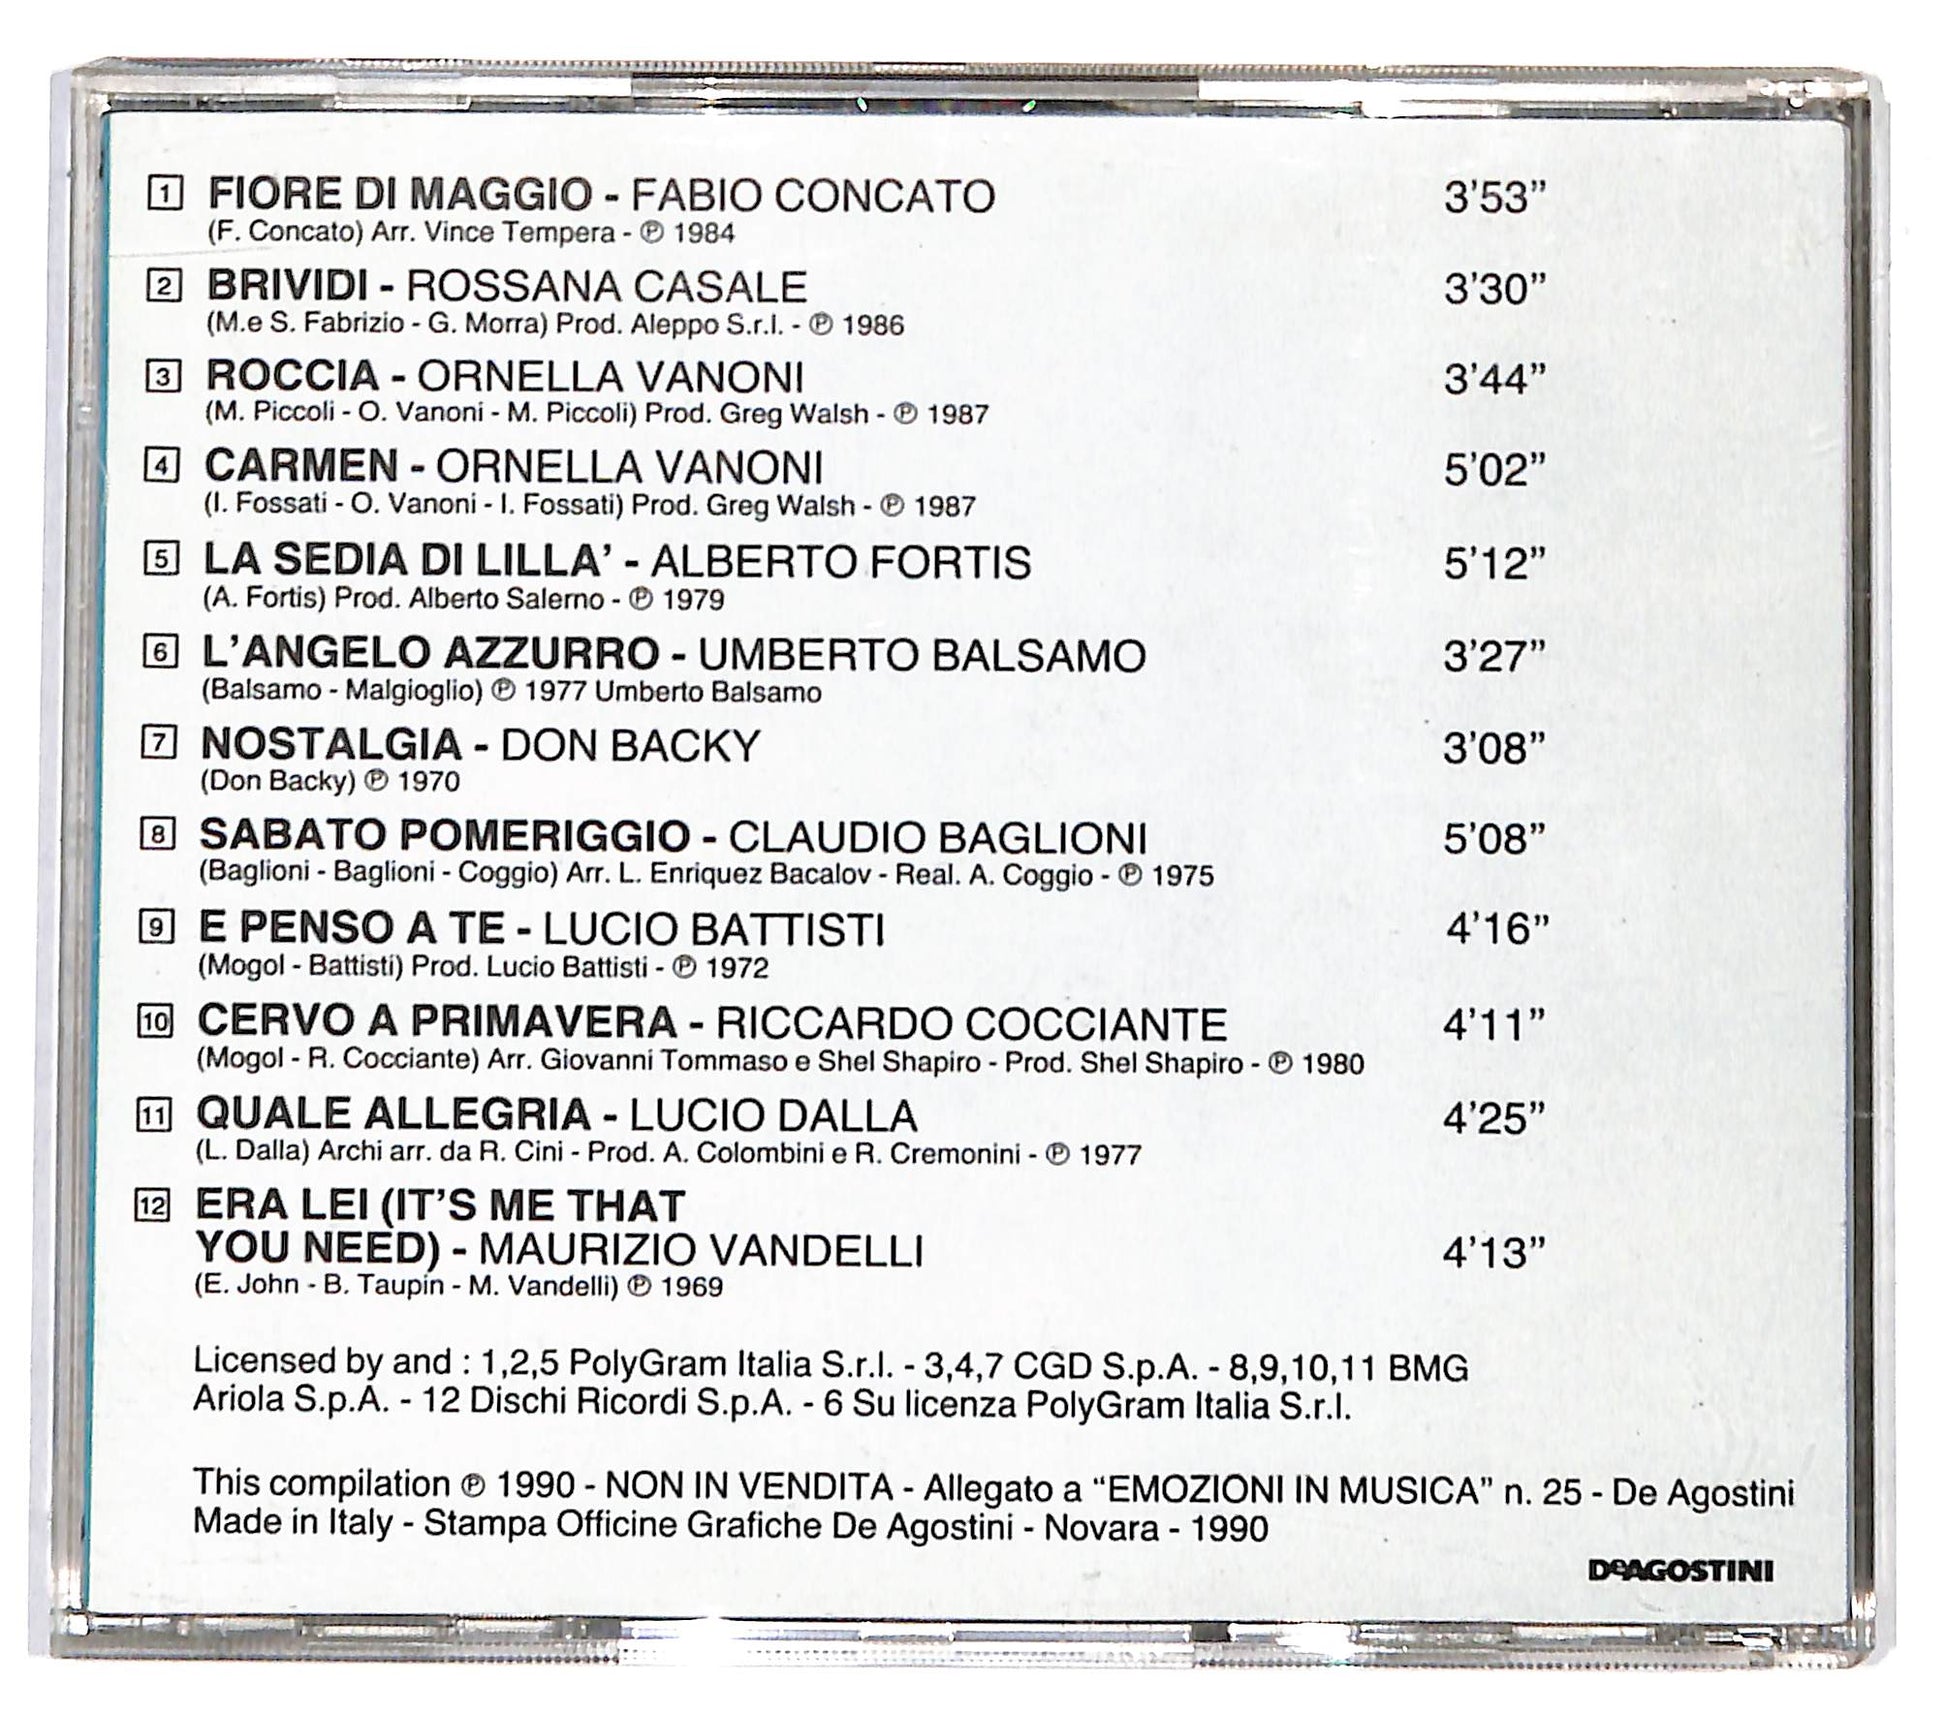 1 FIORE DI MAGGIO - FABIO CONCATO 3'53”
(F. Concato) Arr. Vince Tempera - ℗ 1984
2 BRIVIDI - ROSSANA CASALE 3'30”
(M.e S. Fabrizio - G. Morra) Prod. Aleppo S.r.l. - ℗ 1986
3 ROCCIA - ORNELLA VANONI 3'44”
(M. Piccoli - O. Vanoni - M. Piccoli) Prod. Greg Walsh - ℗ 1987
4 CARMEN - ORNELLA VANONI 5'02”
(I. Fossati - O. Vanoni - I. Fossati) Prod. Greg Walsh - ℗ 1987
5 LA SEDIA DI LILLA’ - ALBERTO FORTIS 5'12”
(A. Fortis) Prod. Alberto Salerno - ℗ 1979
6 L’ANGELO AZZURRO - UMBERTO BALSAMO 3'27”
(Balsamo - Malgioglio) ℗ 1977 Umberto Balsamo
7 NOSTALGIA - DON BACKY 3'08”
(Don Backy) ℗ 1970
8 SABATO POMERIGGIO - CLAUDIO BAGLIONI 5'08”
(Baglioni - Baglioni - Coggio) Arr. L. Enriquez Bacalov - Real. A. Coggio - ℗ 1975
9 E PENSO A TE - LUCIO BATTISTI 4'16”
(Mogol - Battisti) Prod. Lucio Battisti - ℗ 1972
10 CERVO A PRIMAVERA - RICCARDO COCCIANTE 4'11”
(Mogol - R. Cocciante) Arr. Giovanni Tommaso e Shel Shapiro - Prod. Shel Shapiro - ℗ 1980
11 QUALE ALLEGRIA - LUCIO DALLA 4'25”
(L. Dalla) Archi arr. da R. Cini - Prod. A. Colombini e R. Cremonini - ℗ 1977
12 ERA LEI (IT’S ME THAT
YOU NEED) - MAURIZIO VANDELLI 4'13”
(E. John - B. Taupin - M. Vandelli) ℗ 1969
Licensed by and : 1,2,5 PolyGram Italia S.r.l. - 3,4,7 CGD S.p.A. - 8,9,10,11 BMG
Ariola S.p.A. - 12 Dischi Ricordi S.p.A. - 6 Su licenza PolyGram Italia S.r.l.
This compilation ℗ 1990 - NON IN VENDITA - Allegato a “EMOZIONI IN MUSICA” n. 25 - De Agostini
Made in Italy - Stampa Officine Grafiche De Agostini - Novara - 1990
DeAGOSTINI